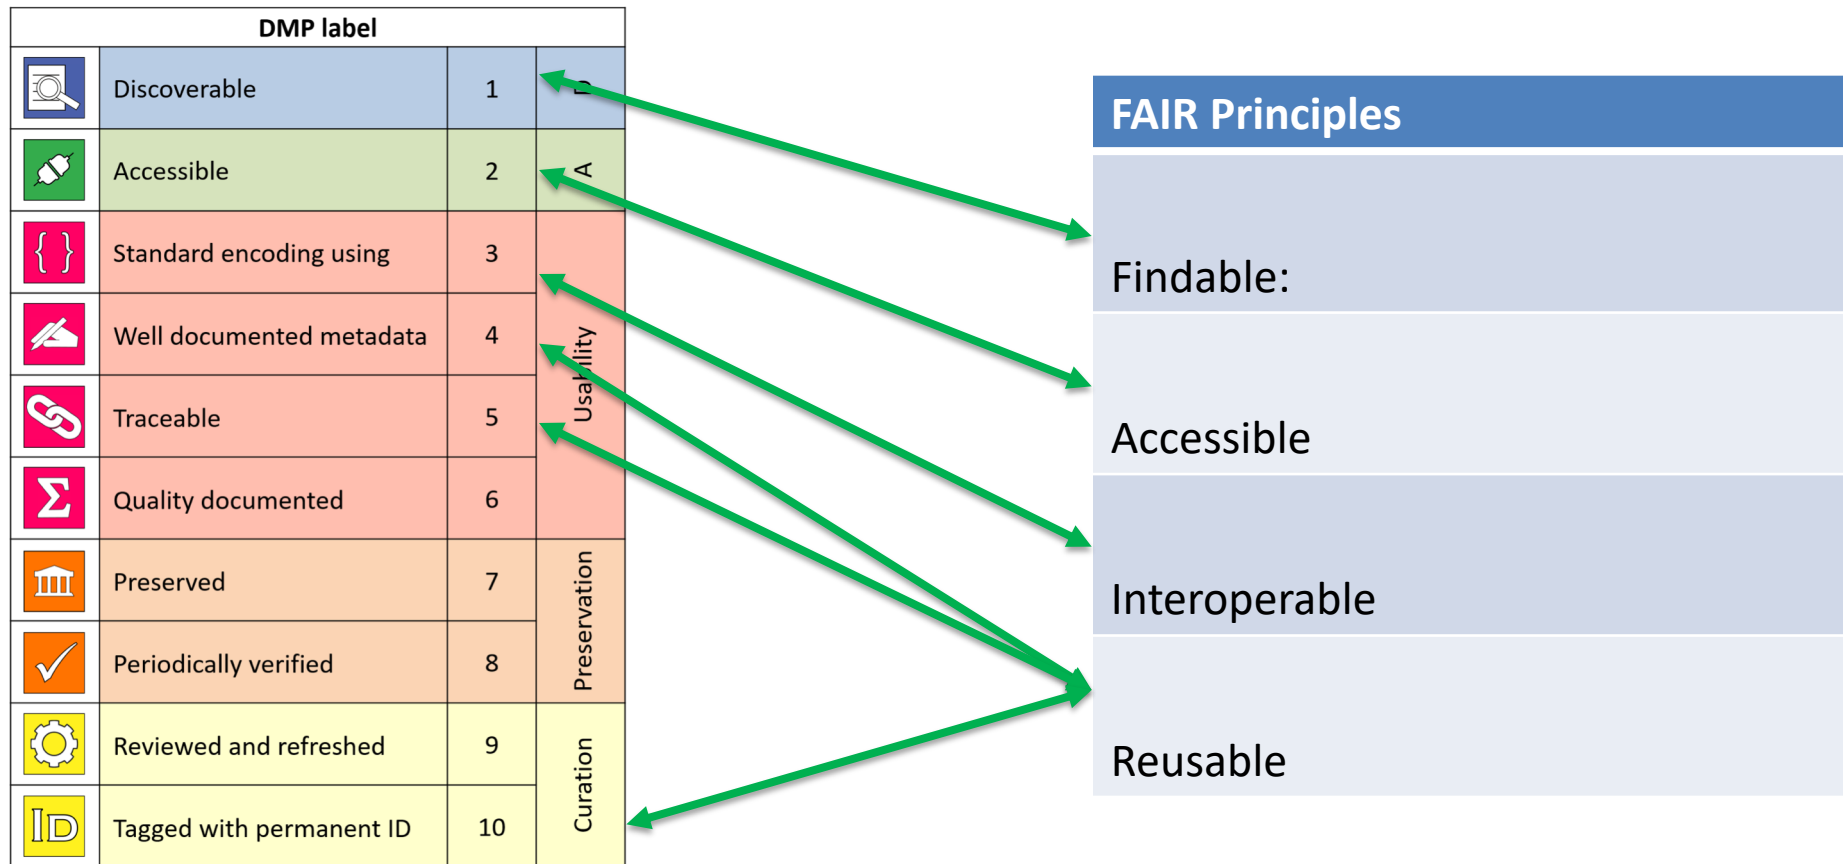 DMP label
Discoverable 1 D
Accessible 2 A
{ } Standard encoding using 3
Well documented metadata 4
Usability
Traceable 5
Σ Quality documented 6
Preserved 7
Preservation
Periodically verified 8
Reviewed and refreshed 9
Curation
ID Tagged with permanent ID 10
FAIR Principles
Findable:
Accessible
Interoperable
Reusable